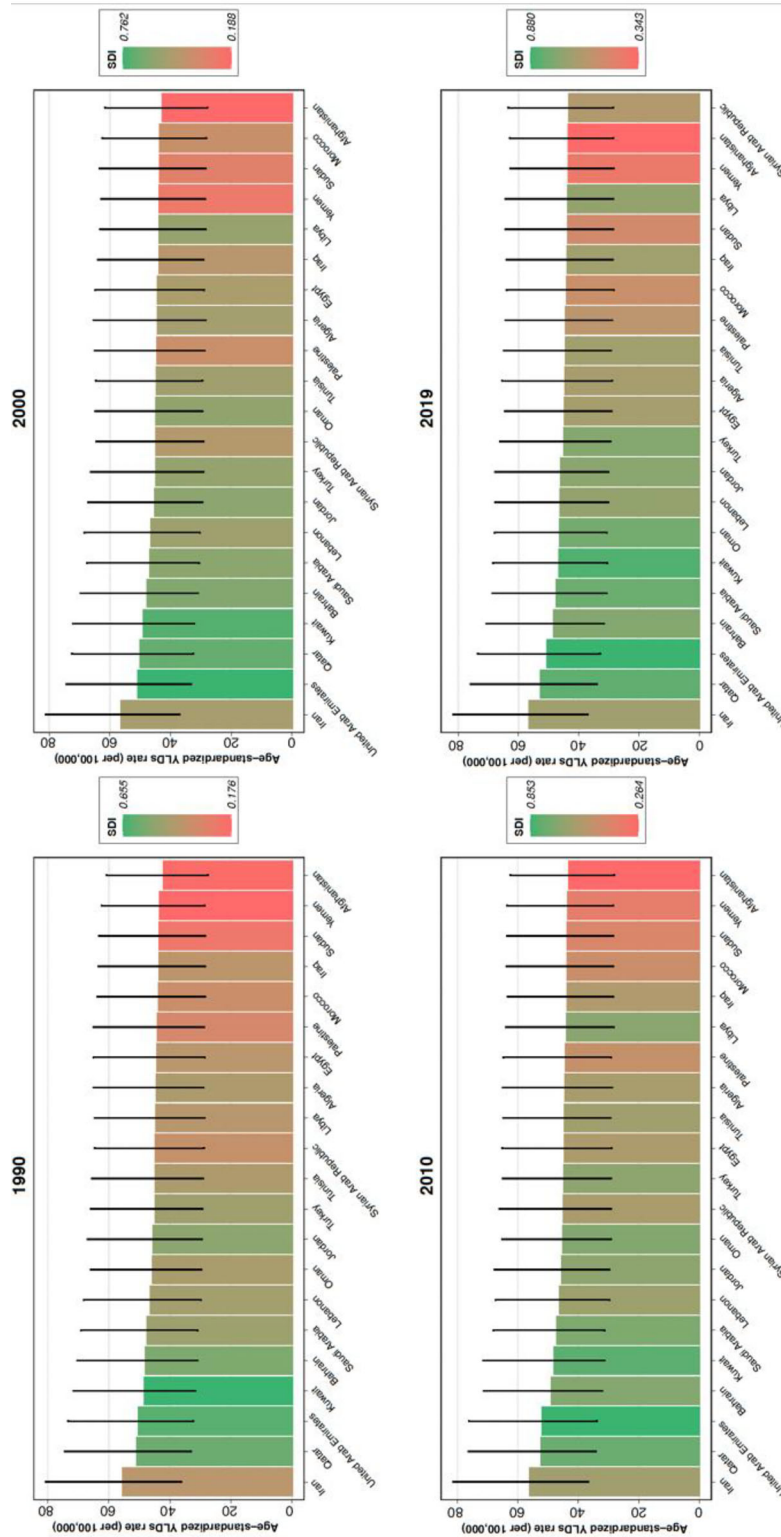 1990
Age−standardized YLDs rate (per 100,000)
80
60
40
20
0
Iran
Qatar
United Arab Emirates
Kuwait
Bahrain
Saudi Arabia
Lebanon
Oman
Jordan
Turkey
Tunisia
Syrian Arab Republic
Libya
Algeria
Egypt
Palestine
Morocco
Iraq
Sudan
Yemen
Afghanistan
SDI
0.655
0.176
2000
Age−standardized YLDs rate (per 100,000)
80
60
40
20
0
Iran
United Arab Emirates
Qatar
Kuwait
Bahrain
Saudi Arabia
Lebanon
Jordan
Turkey
Syrian Arab Republic
Oman
Tunisia
Palestine
Algeria
Egypt
Iraq
Libya
Yemen
Sudan
Morocco
Afghanistan
SDI
0.762
0.188
2010
Age−standardized YLDs rate (per 100,000)
80
60
40
20
0
Iran
Qatar
United Arab Emirates
Bahrain
Kuwait
Saudi Arabia
Lebanon
Jordan
Oman
Syrian Arab Republic
Turkey
Egypt
Tunisia
Algeria
Palestine
Libya
Iraq
Morocco
Sudan
Yemen
Afghanistan
SDI
0.853
0.264
2019
Age−standardized YLDs rate (per 100,000)
80
60
40
20
0
Iran
Qatar
United Arab Emirates
Bahrain
Saudi Arabia
Kuwait
Oman
Lebanon
Jordan
Turkey
Egypt
Algeria
Tunisia
Palestine
Morocco
Iraq
Sudan
Libya
Yemen
Afghanistan
Syrian Arab Republic
SDI
0.880
0.343